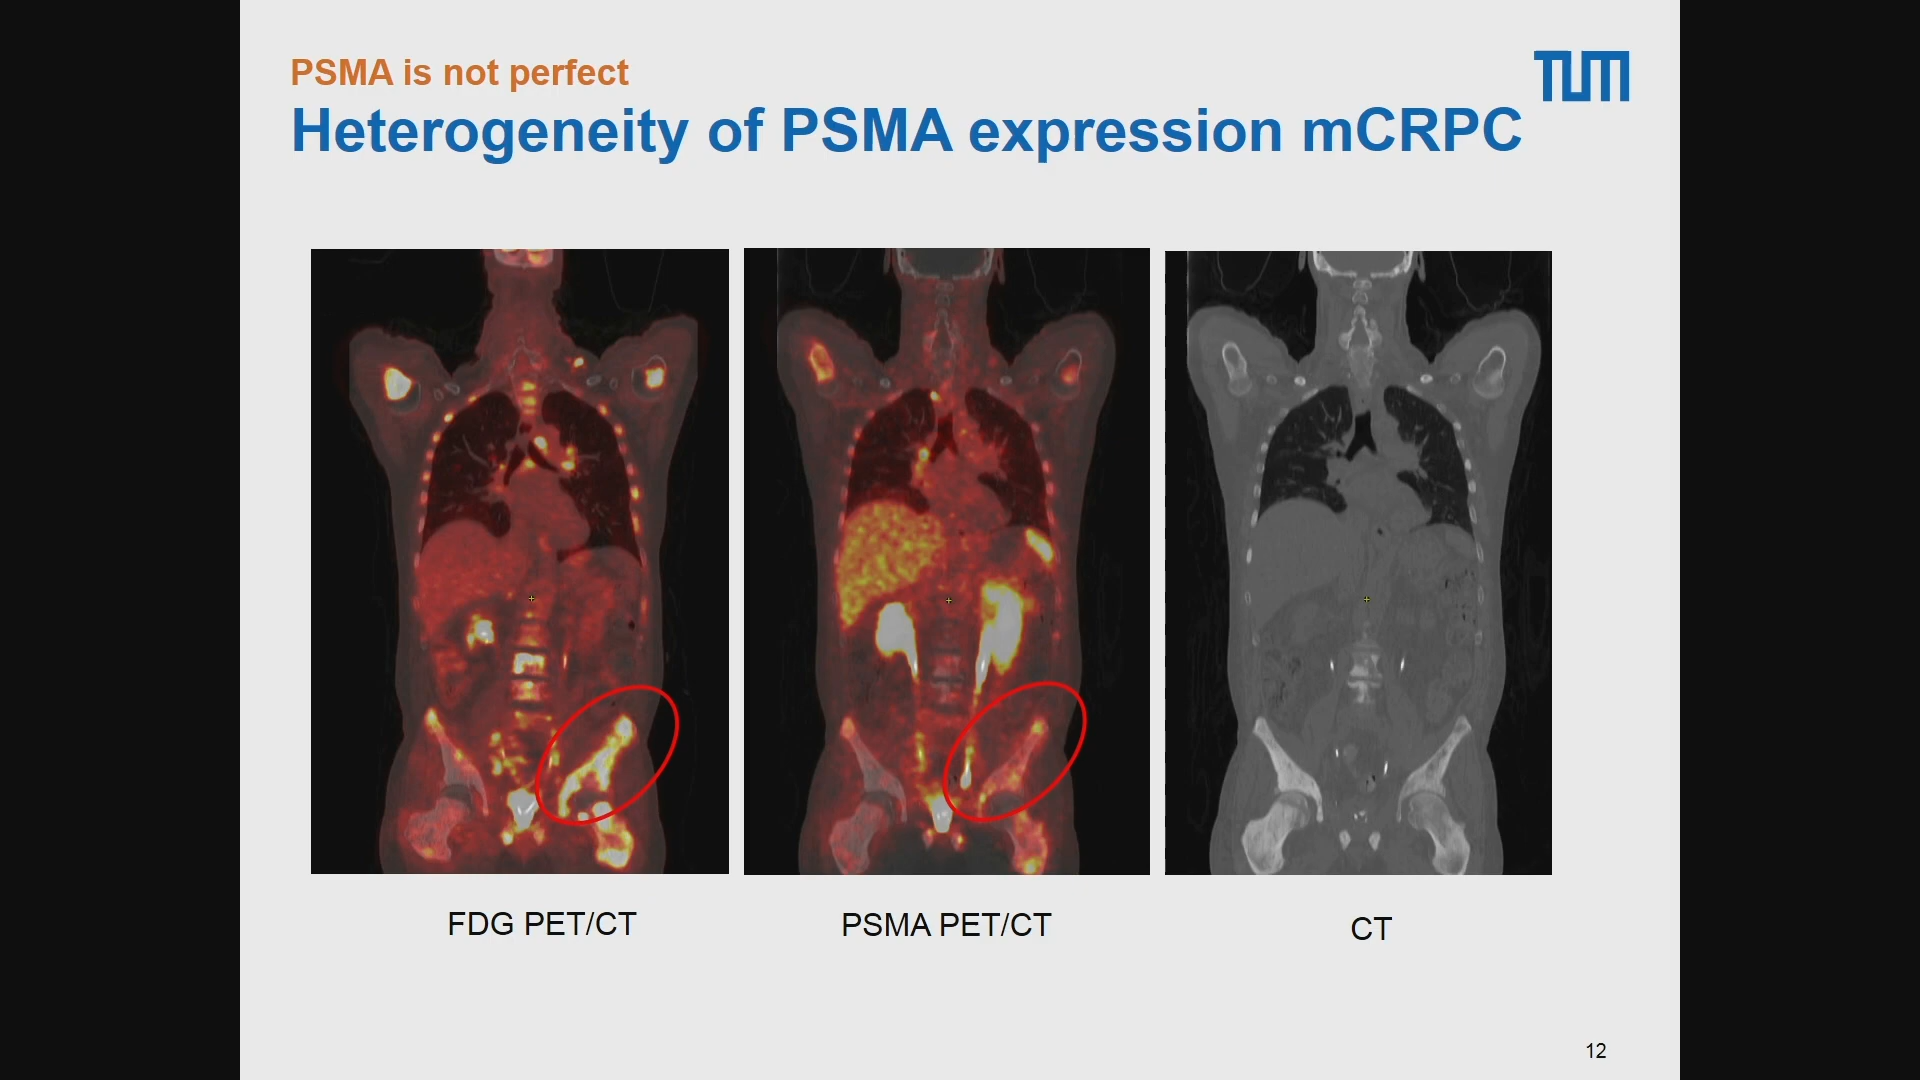 PSMA is not perfect
TUM
Heterogeneity of PSMA expression mCRPC
FDG PET/CT
PSMA PET/CT
CT
12